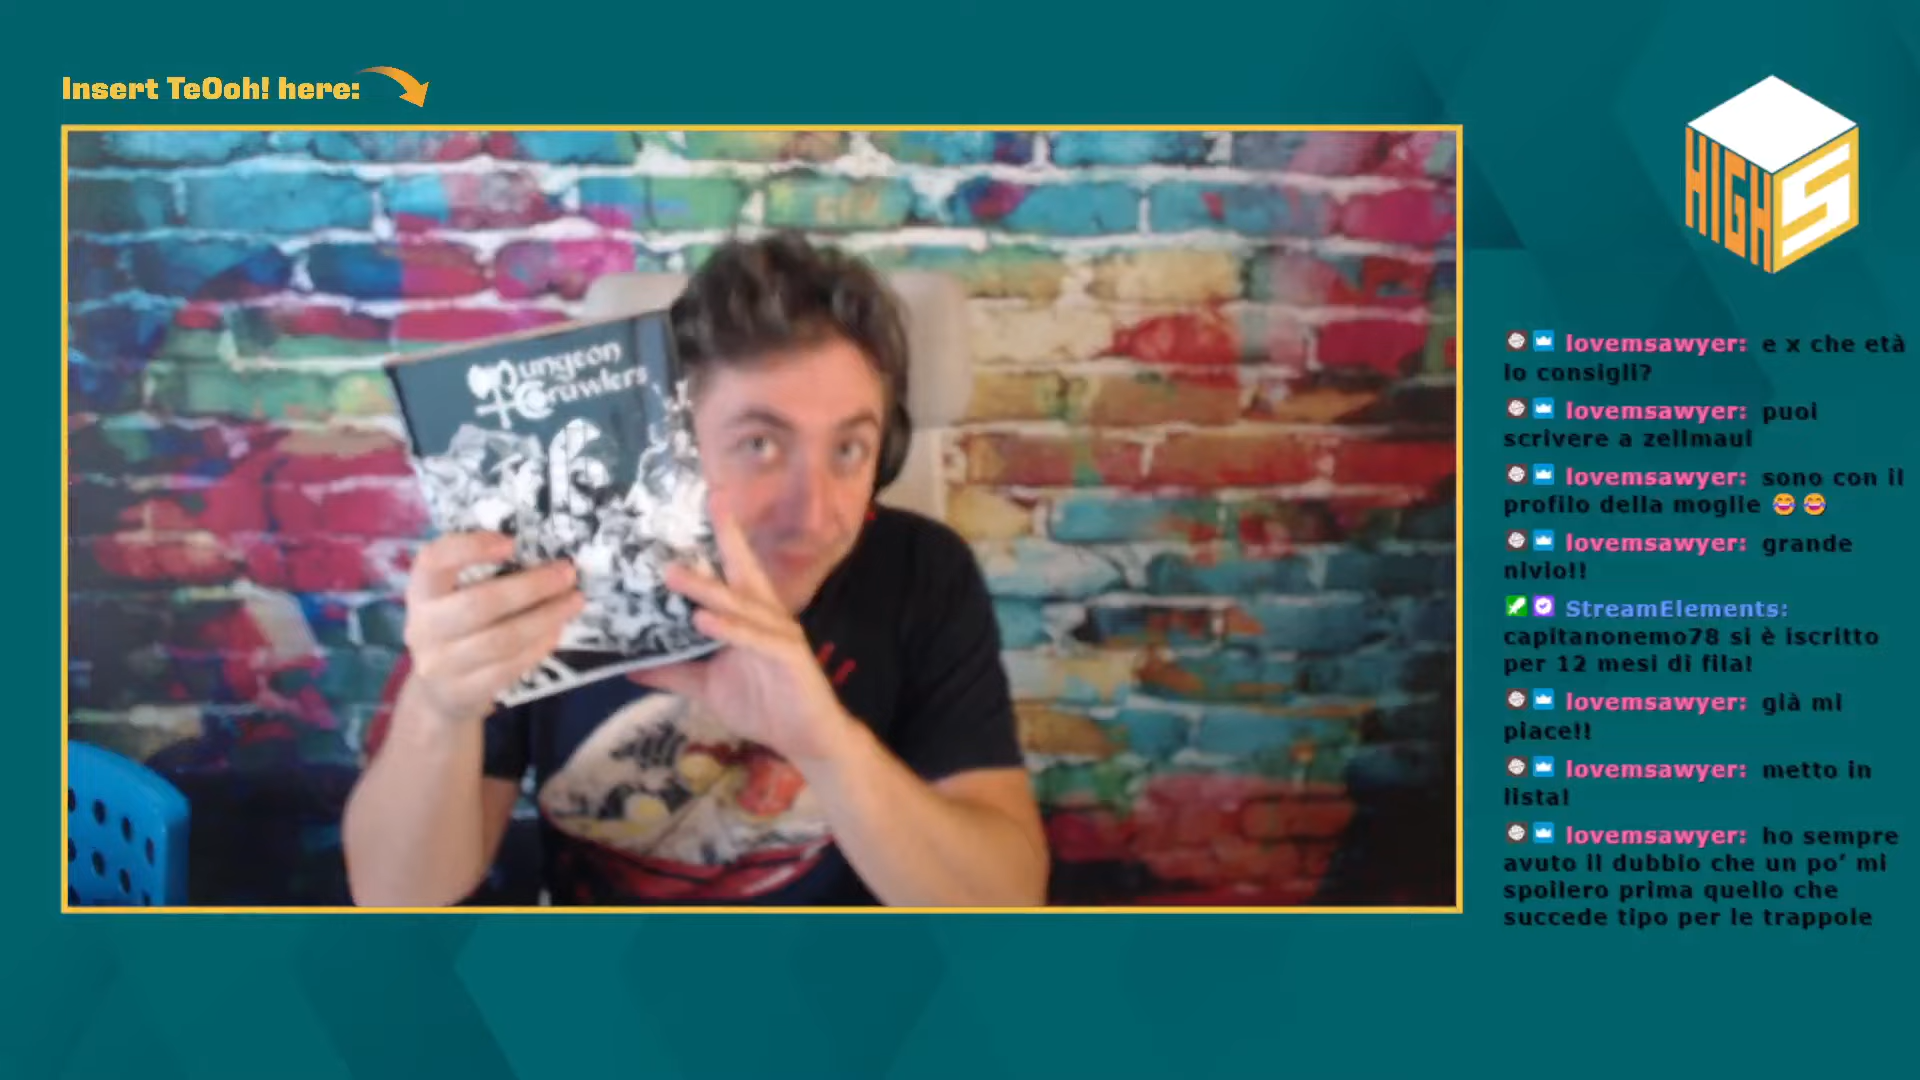 Insert TeOoh! here:
HIGH 5
Dungeon
Crawlers
lovemsawyer: e x che età
lo consigli?
lovemsawyer: puoi
scrivere a zellmaul
lovemsawyer: sono con il
profilo della moglie 😂 😂
lovemsawyer: grande
nivio!!
StreamElements:
capitanonemo78 si è iscritto
per 12 mesi di fila!
lovemsawyer: già mi
piace!!
lovemsawyer: metto in
lista!
lovemsawyer: ho sempre
avuto il dubbio che un po’ mi
spoilero prima quello che
succede tipo per le trappole